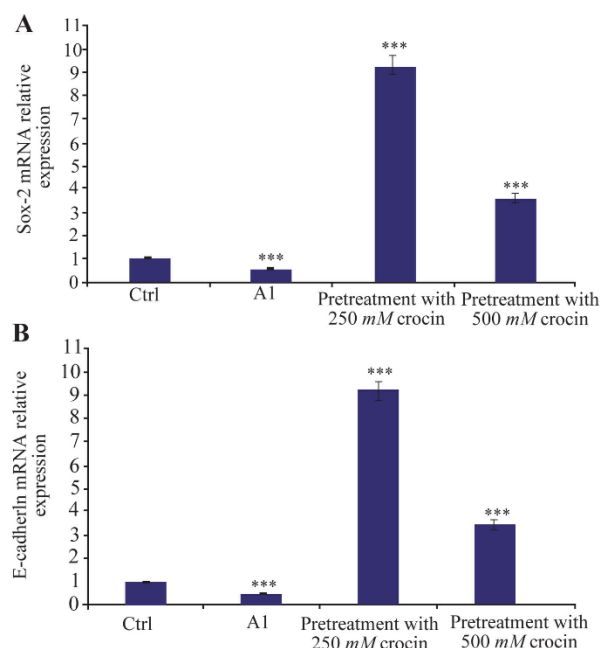 A
Sox-2 mRNA relative
expression
11
10
9
8
7
6
5
4
3
2
1
0
***
***
***
Ctrl
A1
Pretreatment with
250 mM crocin
Pretreatment with
500 mM crocin
B
E-cadherln mRNA relative
expression
11
10
9
8
7
6
5
4
3
2
1
0
***
***
***
Ctrl
A1
Pretreatment with
250 mM crocin
Pretreatment with
500 mM crocin